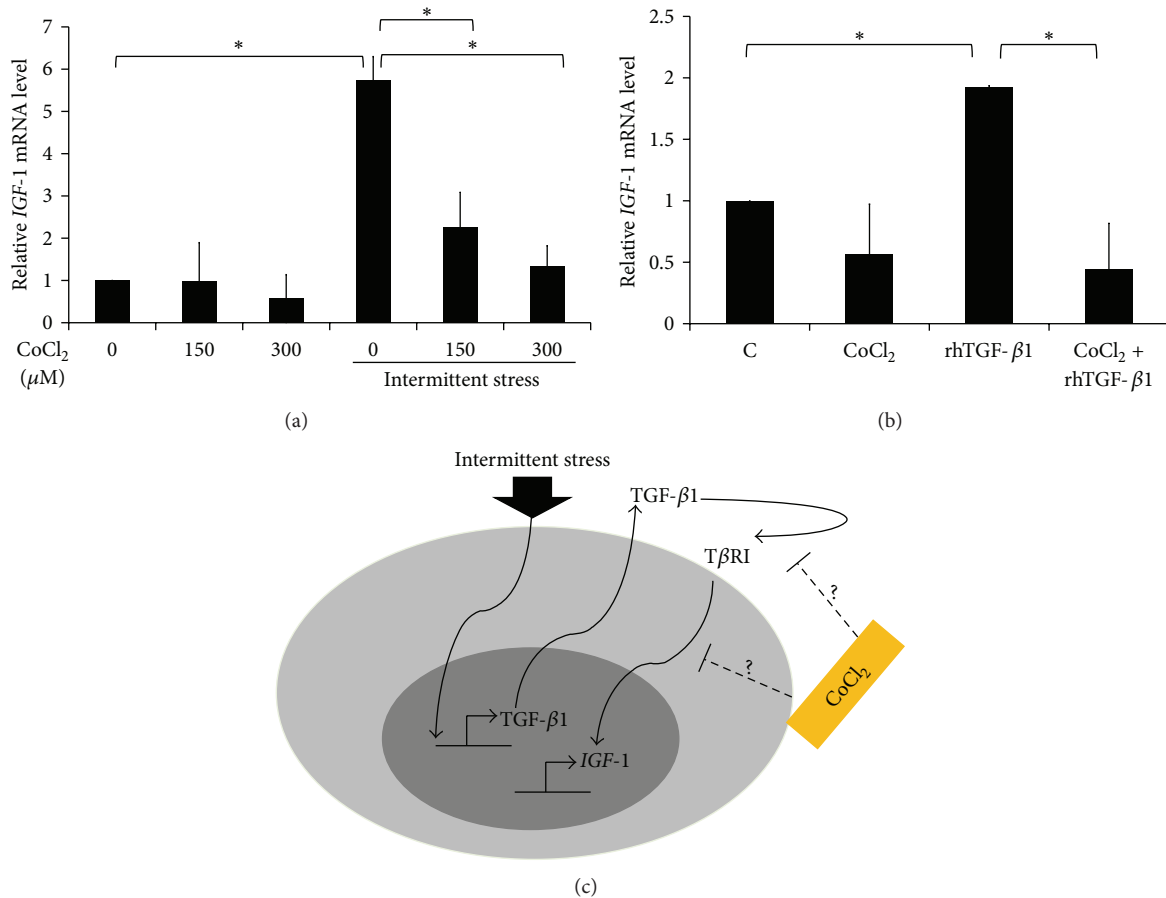 Relative IGF-1 mRNA level
7
6
5
4
3
2
1
0
*
*
*
CoCl₂
(μM)
0 150 300 0 150 300
Intermittent stress
(a)
Relative IGF-1 mRNA level
2.5
2
1.5
1
0.5
0
*
*
C CoCl₂ rhTGF-β1 CoCl₂ +
rhTGF-β1
(b)
Intermittent stress
TGF-β1
TβRI
?
?
CoCl₂
TGF-β1
IGF-1
(c)